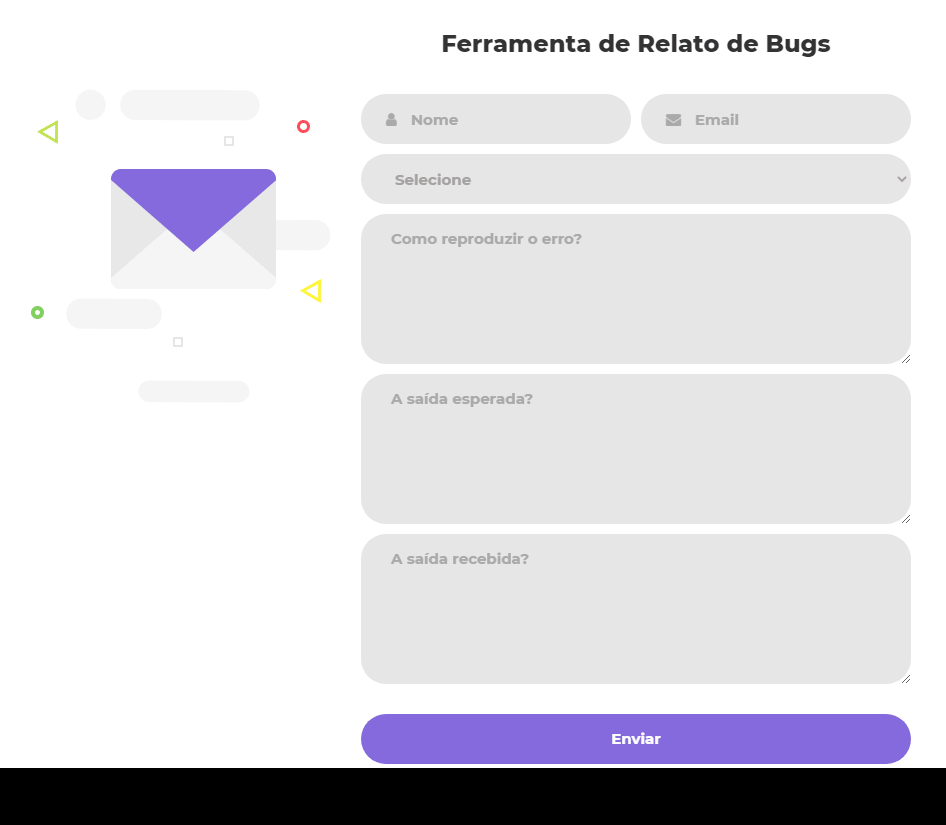 Ferramenta de Relato de Bugs
Nome
Email
Selecione
Como reproduzir o erro?
A saída esperada?
A saída recebida?
Enviar